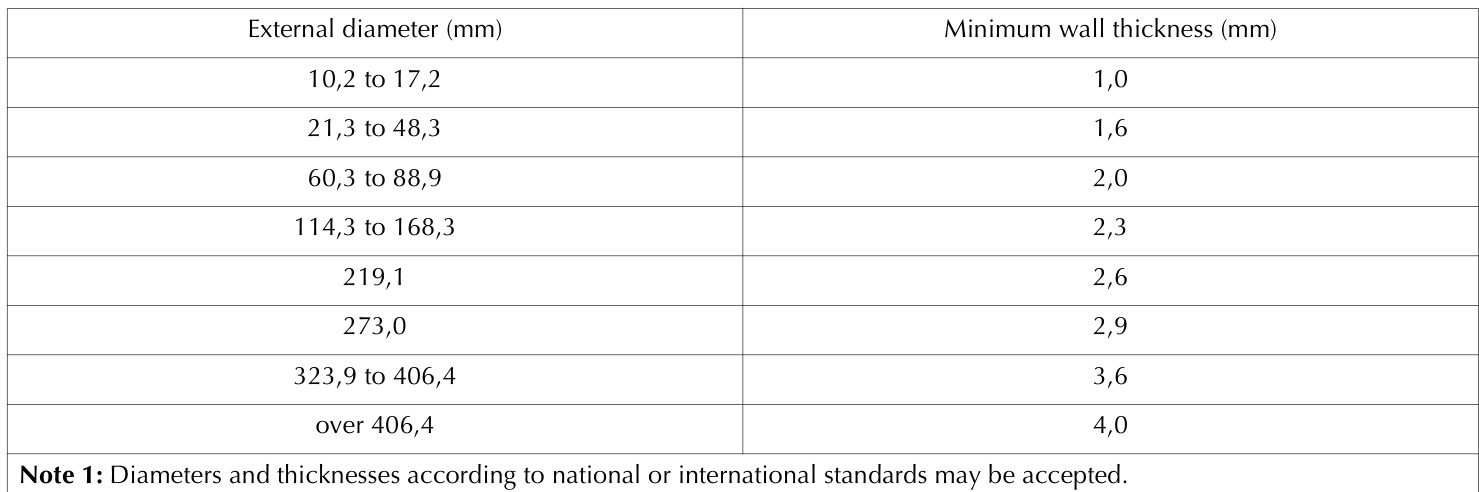 External diameter (mm) Minimum wall thickness (mm)
10,2 to 17,2 1,0
21,3 to 48,3 1,6
60,3 to 88,9 2,0
114,3 to 168,3 2,3
219,1 2,6
273,0 2,9
323,9 to 406,4 3,6
over 406,4 4,0
Note 1: Diameters and thicknesses according to national or international standards may be accepted.